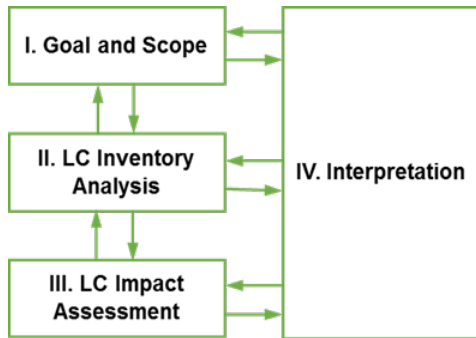 I. Goal and Scope
II. LC Inventory
Analysis
IV. Interpretation
III. LC Impact
Assessment